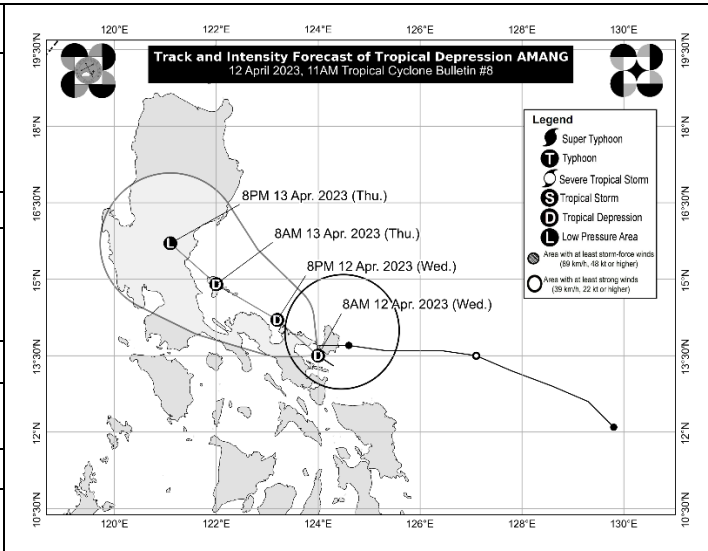 120°E 122°E 124°E 126°E 128°E 130°E
Track and Intensity Forecast of Tropical Depression AMANG
12 April 2023, 11AM Tropical Cyclone Bulletin #8
19°30'N
18°N
16°30'N
15°N
13°30'N
12°N
10°30'N
Legend
Super Typhoon
T Typhoon
Severe Tropical Storm
S Tropical Storm
D Tropical Depression
L Low Pressure Area
Area with at least storm-force winds
(89 km/h, 48 kt or higher)
Area with at least strong winds
(39 km/h, 22 kt or higher)
8PM 13 Apr. 2023 (Thu.)
L
8AM 13 Apr. 2023 (Thu.)
D
8PM 12 Apr. 2023 (Wed.)
D
8AM 12 Apr. 2023 (Wed.)
D
19°30'N
18°N
16°30'N
15°N
13°30'N
12°N
10°30'N
120°E 122°E 124°E 126°E 128°E 130°E